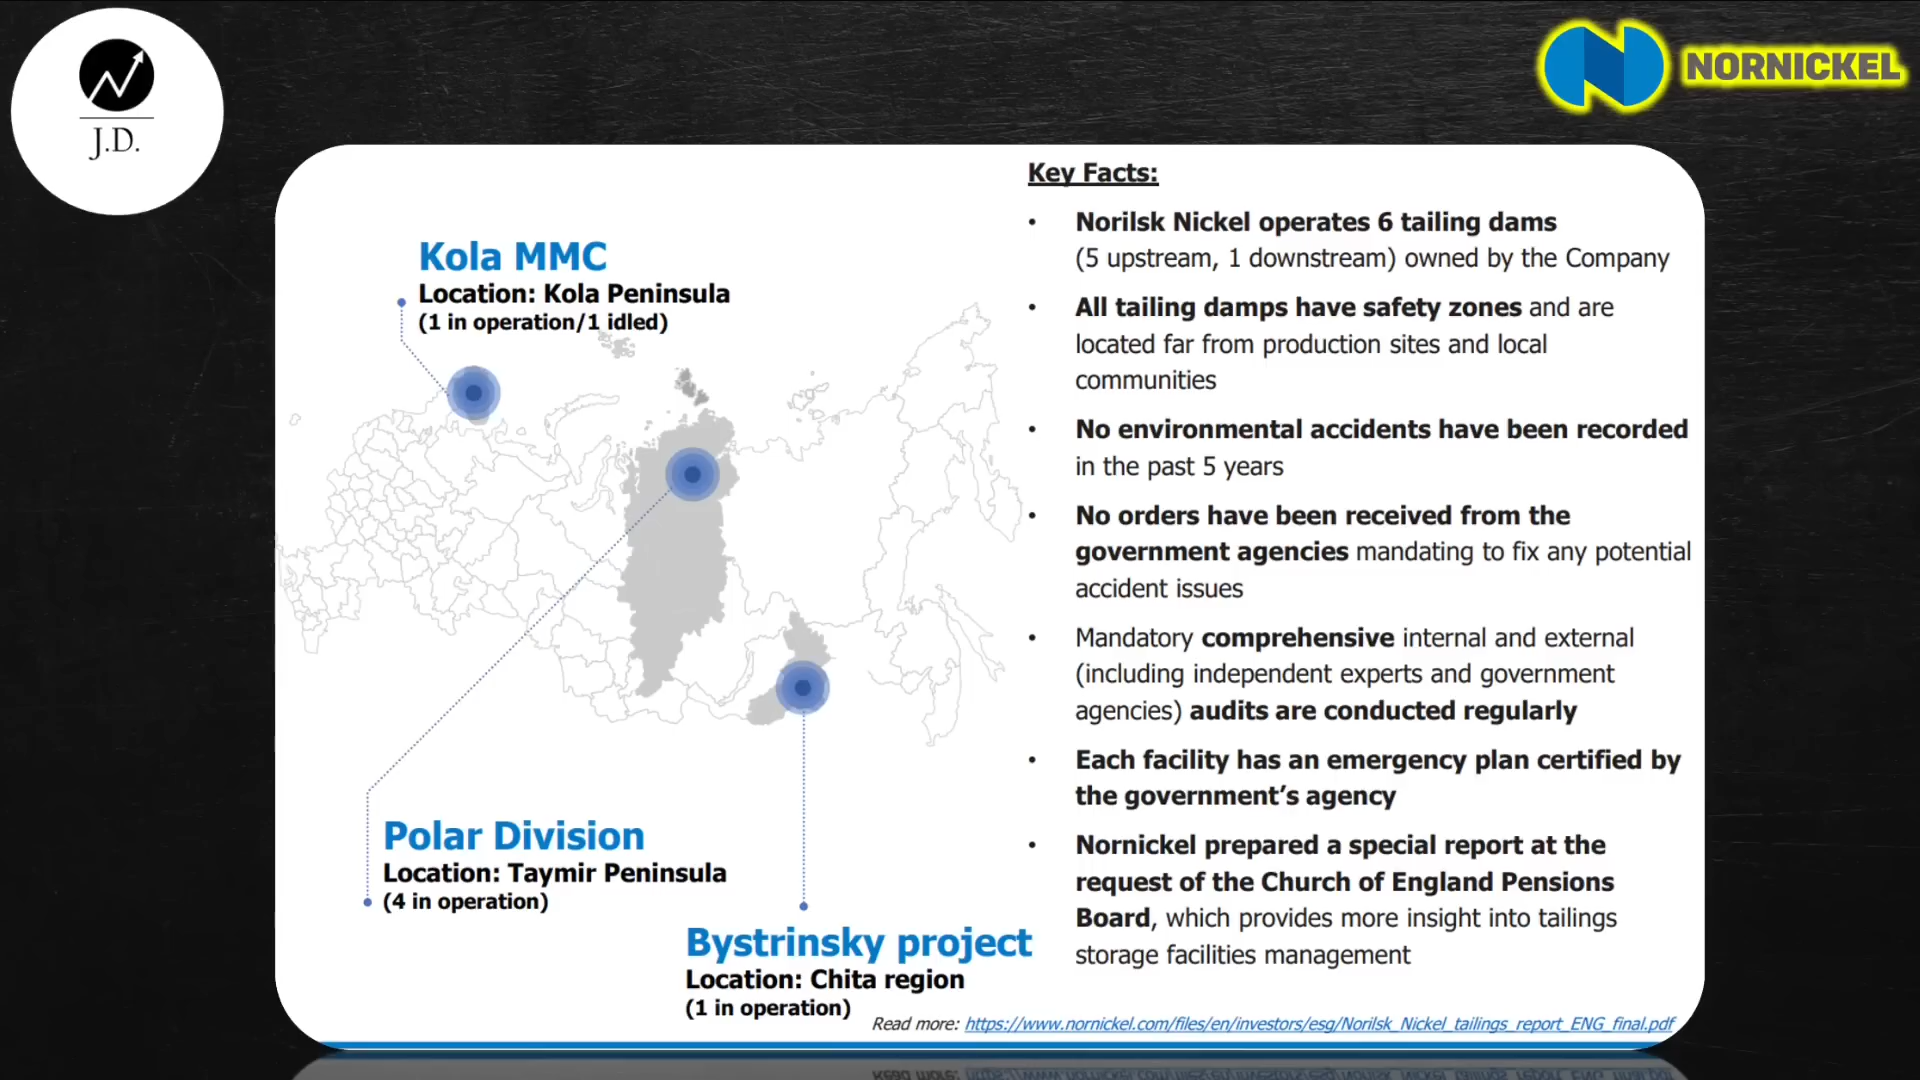 J.D.
NORNICKEL
Kola MMC
Location: Kola Peninsula
(1 in operation/1 idled)
Polar Division
Location: Taymir Peninsula
(4 in operation)
Bystrinsky project
Location: Chita region
(1 in operation)
Key Facts:
• Norilsk Nickel operates 6 tailing dams
(5 upstream, 1 downstream) owned by the Company
• All tailing damps have safety zones and are
located far from production sites and local
communities
• No environmental accidents have been recorded
in the past 5 years
• No orders have been received from the
government agencies mandating to fix any potential
accident issues
• Mandatory comprehensive internal and external
(including independent experts and government
agencies) audits are conducted regularly
• Each facility has an emergency plan certified by
the government’s agency
• Nornickel prepared a special report at the
request of the Church of England Pensions
Board, which provides more insight into tailings
storage facilities management
Read more: https://www.nornickel.com/files/en/investors/esg/Norilsk_Nickel_tailings_report_ENG_final.pdf